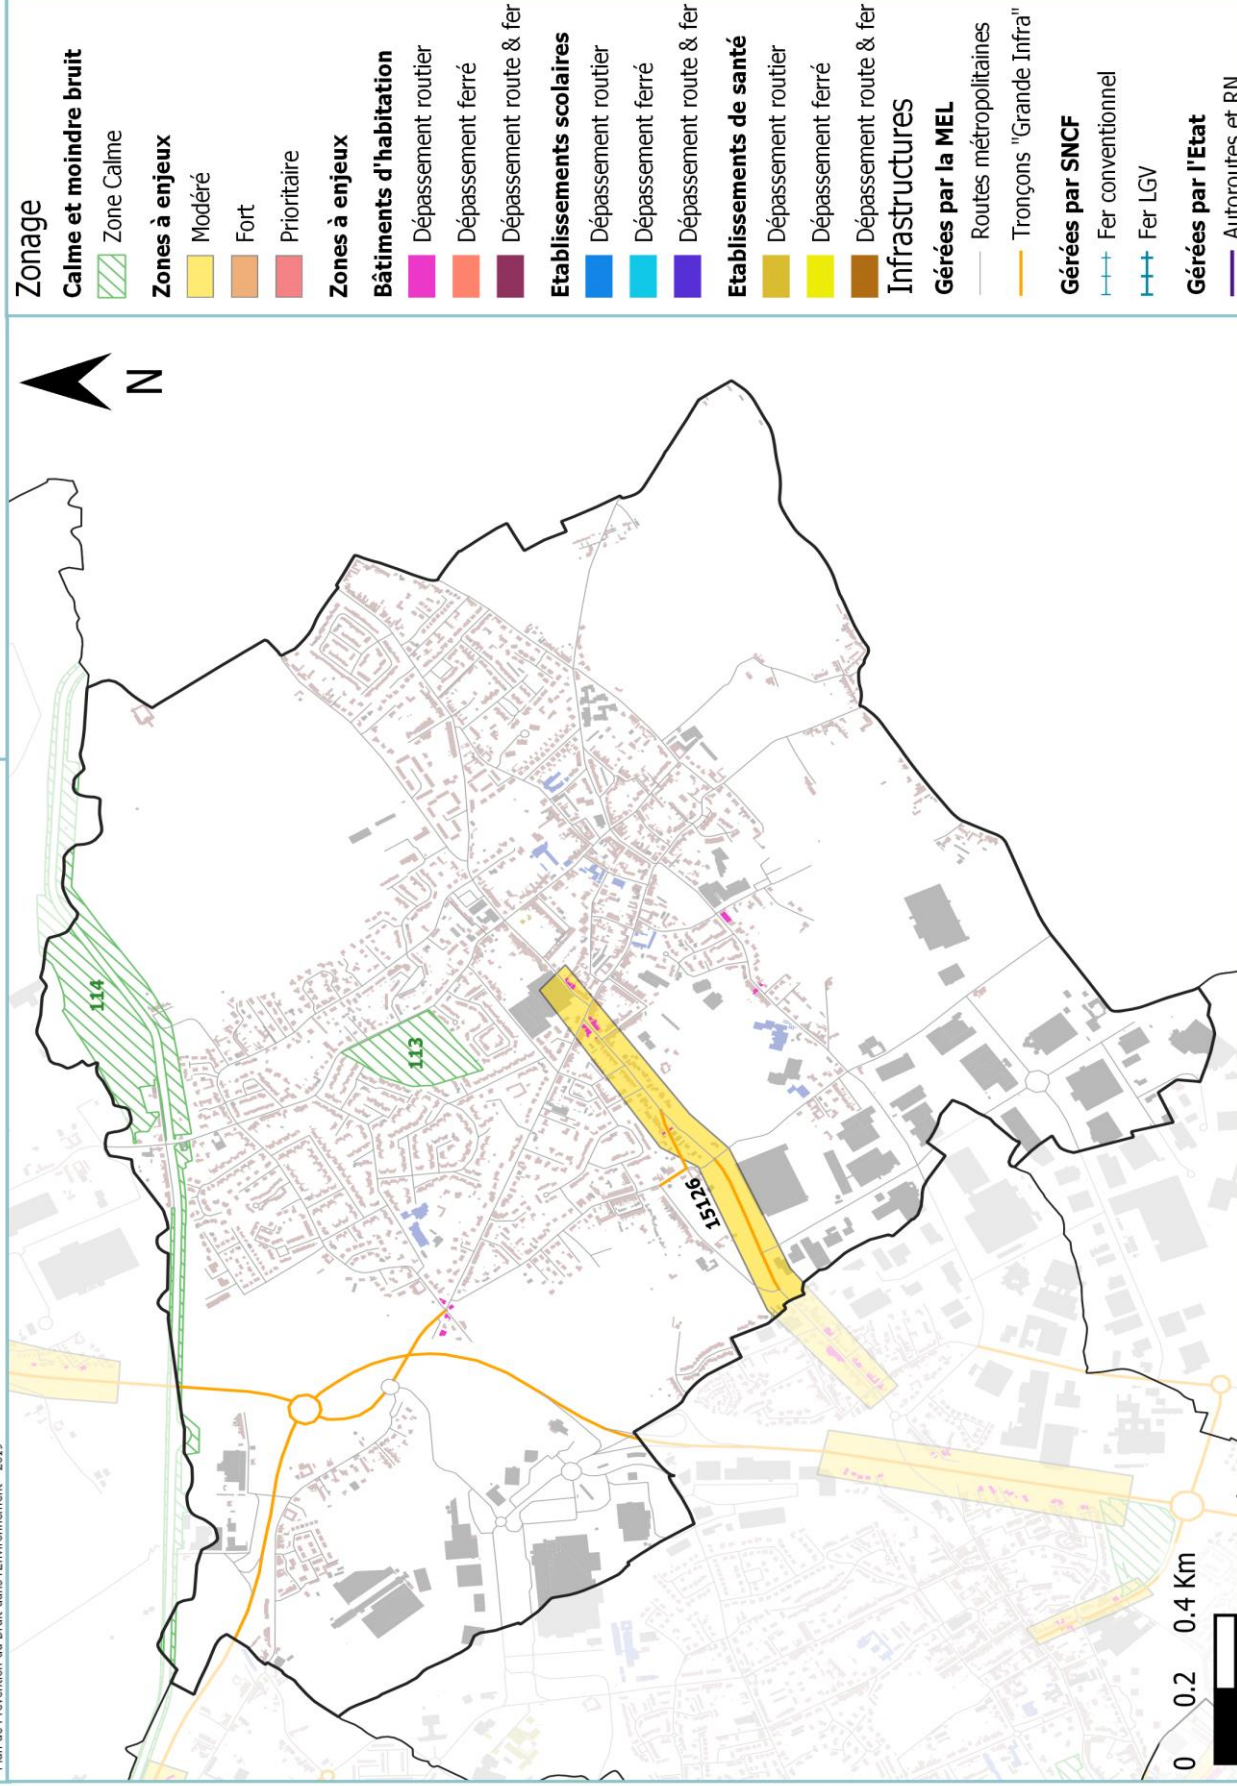 Zonage
Calme et moindre bruit
Zone Calme
Zones à enjeux
Modéré
Fort
Prioritaire
Zones à enjeux
Bâtiments d'habitation
Dépassement routier
Dépassement ferré
Dépassement route & fer
Etablissements scolaires
Dépassement routier
Dépassement ferré
Dépassement route & fer
Etablissements de santé
Dépassement routier
Dépassement ferré
Dépassement route & fer
Infrastructures
Gérées par la MEL
Routes métropolitaines
Tronçons "Grande Infra"
Gérées par SNCF
Fer conventionnel
Fer LGV
Gérées par l'Etat
Autoroutes et RN
N
114
113
15126
0 0.2 0.4 Km